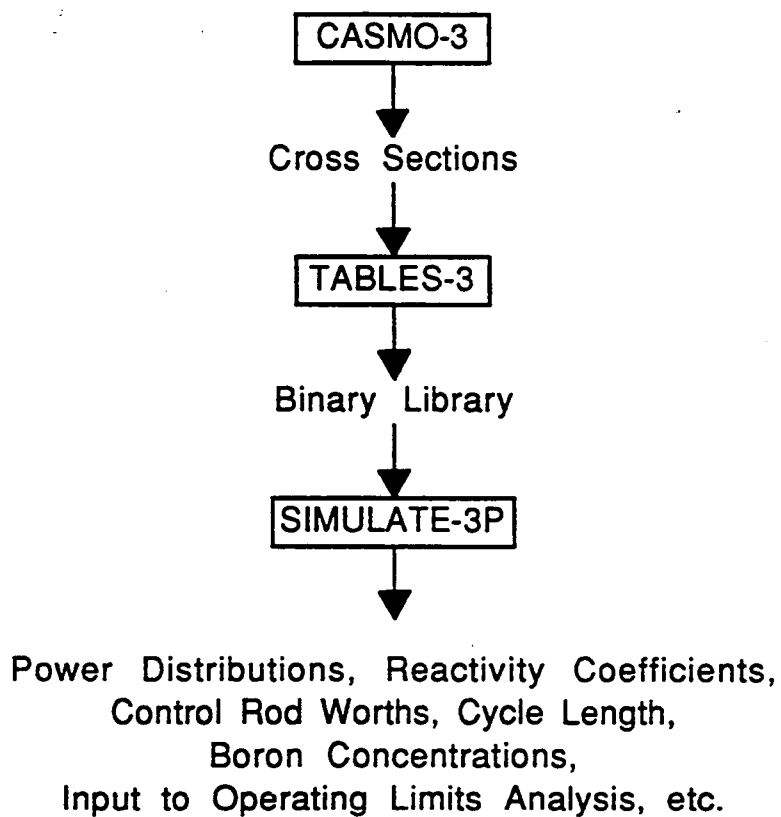 CASMO-3
Cross Sections
TABLES-3
Binary Library
SIMULATE-3P
Power Distributions, Reactivity Coefficients,
Control Rod Worths, Cycle Length,
Boron Concentrations,
Input to Operating Limits Analysis, etc.